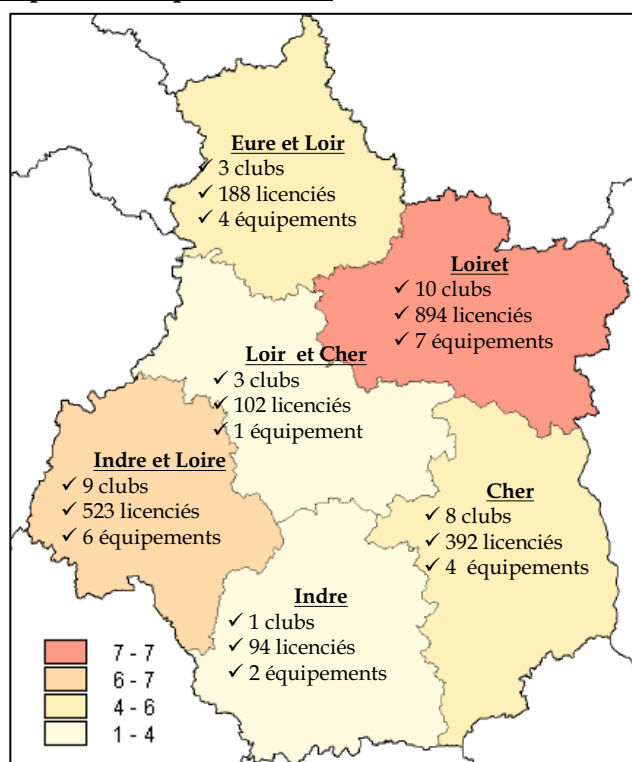 Eure et Loir
✓ 3 clubs
✓ 188 licenciés
✓ 4 équipements
Loiret
✓ 10 clubs
✓ 894 licenciés
✓ 7 équipements
Loir et Cher
✓ 3 clubs
✓ 102 licenciés
✓ 1 équipement
Indre et Loire
✓ 9 clubs
✓ 523 licenciés
✓ 6 équipements
Cher
✓ 8 clubs
✓ 392 licenciés
✓ 4 équipements
Indre
✓ 1 clubs
✓ 94 licenciés
✓ 2 équipements
7 - 7
6 - 7
4 - 6
1 - 4